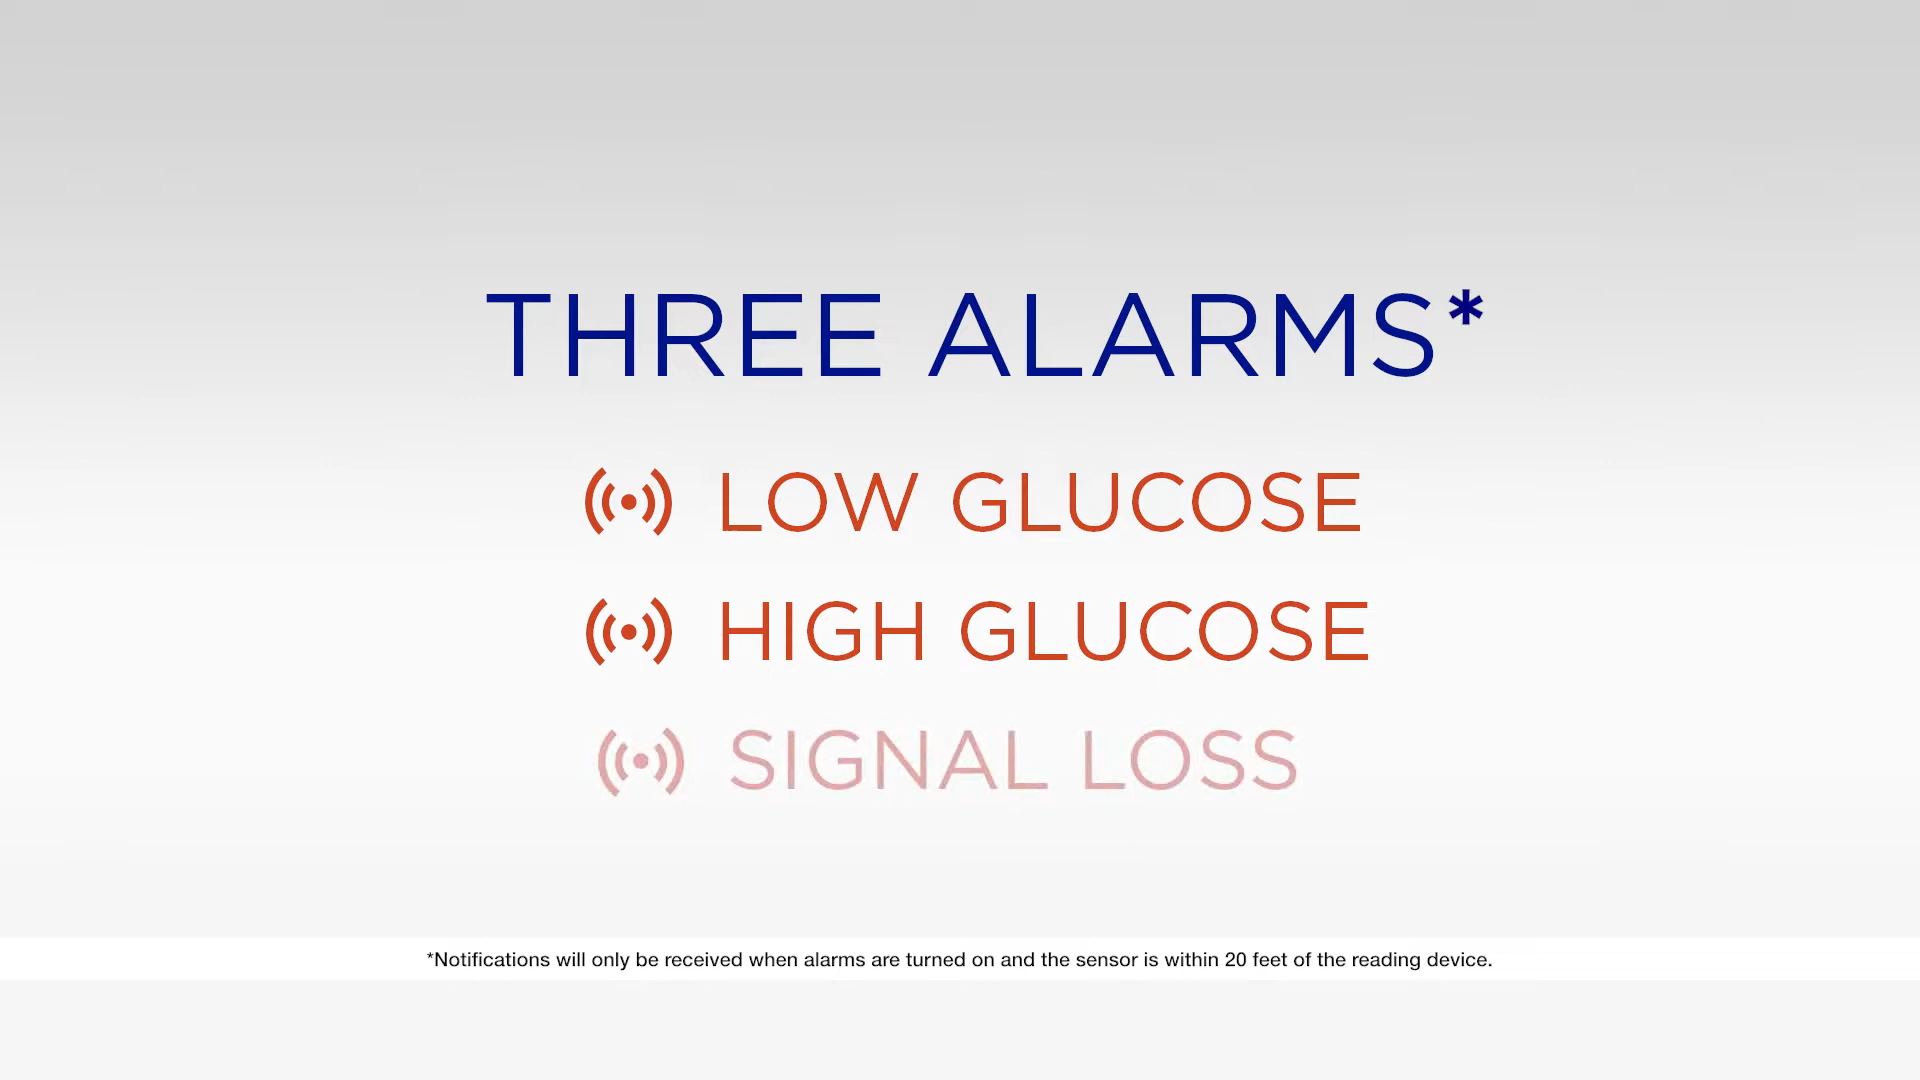 THREE ALARMS*
LOW GLUCOSE
HIGH GLUCOSE
SIGNAL LOSS
*Notifications will only be received when alarms are turned on and the sensor is within 20 feet of the reading device.